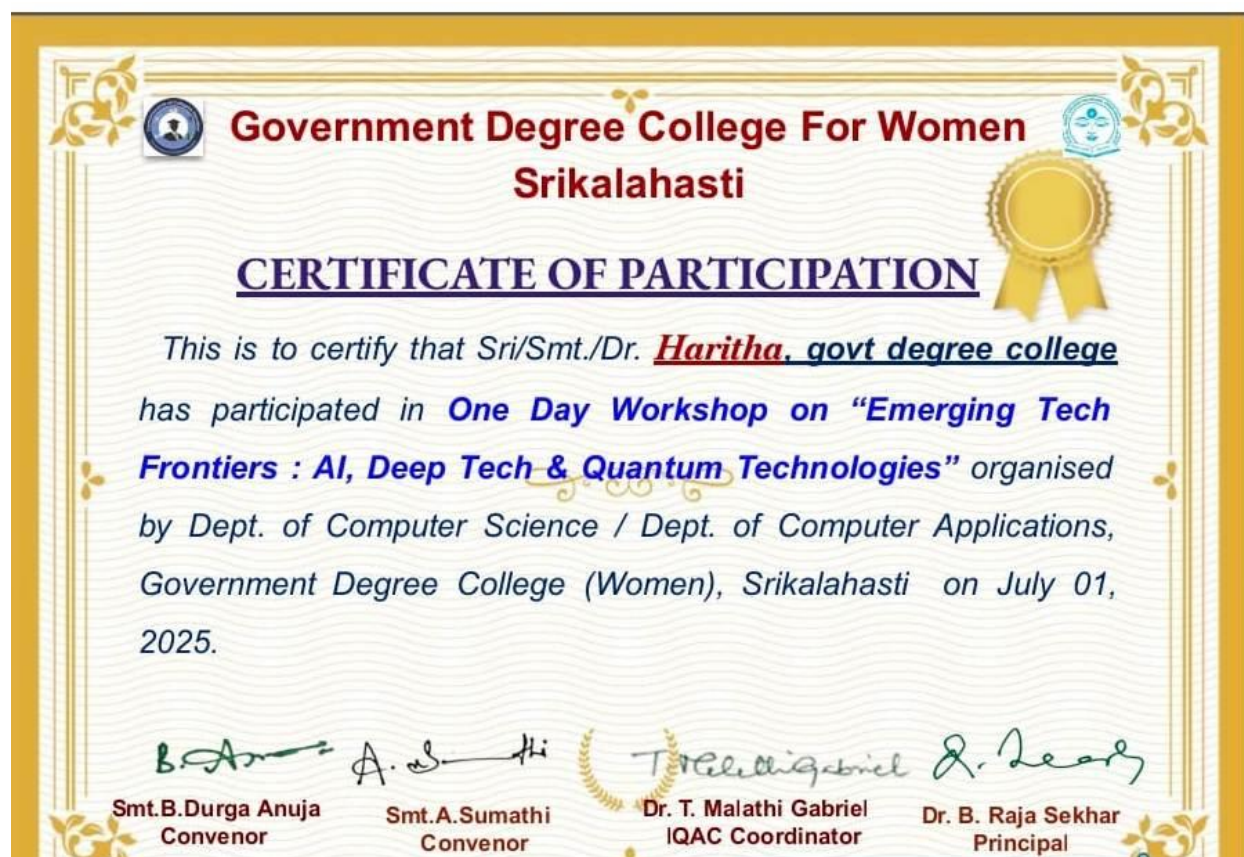 Government Degree College For Women
Srikalahasti
CERTIFICATE OF PARTICIPATION
This is to certify that Sri/Smt./Dr. Haritha, govt degree college
has participated in One Day Workshop on “Emerging Tech
Frontiers : AI, Deep Tech & Quantum Technologies” organised
by Dept. of Computer Science / Dept. of Computer Applications,
Government Degree College (Women), Srikalahasti on July 01,
2025.
Smt.B.Durga Anuja
Convenor
Smt.A.Sumathi
Convenor
Dr. T. Malathi Gabriel
IQAC Coordinator
Dr. B. Raja Sekhar
Principal